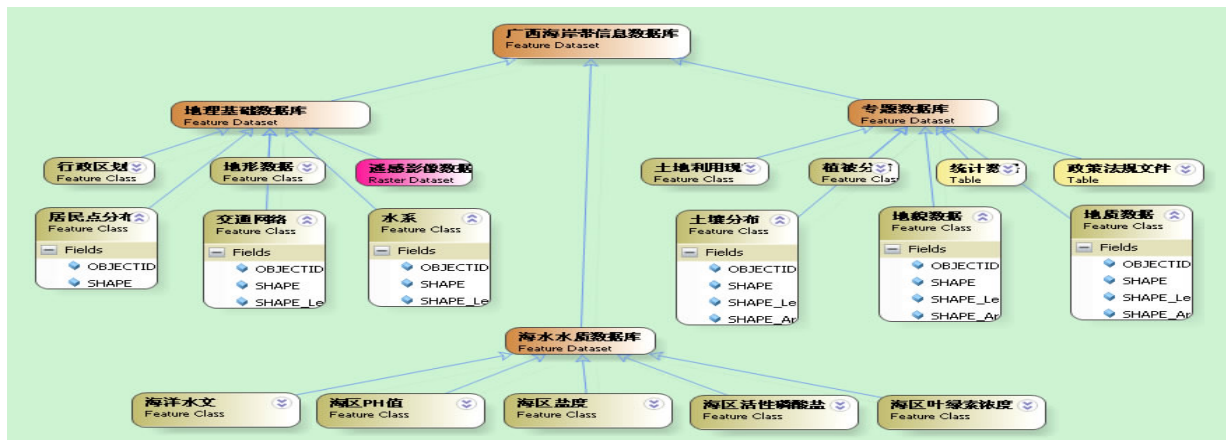 广西海岸带信息数据库
Feature Dataset
地理基础数据库
Feature Dataset
专题数据库
Feature Dataset
行政区划
Feature Class
地形数据
Feature Class
遥感影像数据
Raster Dataset
土地利用现
Feature Class
植被分
Feature Clas
统计数
Table
政策法规文件
Table
居民点分布
Feature Class
Fields
OBJECTID
SHAPE
交通网络
Feature Class
Fields
OBJECTID
SHAPE
SHAPE_Le
水系
Feature Class
Fields
OBJECTID
SHAPE
SHAPE_Le
土壤分布
Feature Class
Fields
OBJECTID
SHAPE
SHAPE_Le
SHAPE_Ar
地貌数据
Feature Class
Fields
OBJECTID
SHAPE
SHAPE_Le
SHAPE_Ar
地质数据
Feature Class
Fields
OBJECTID
SHAPE
SHAPE_Le
SHAPE_Ar
海水水质数据库
Feature Dataset
海洋水文
Feature Class
海区PH值
Feature Class
海区盐度
Feature Class
海区活性磷酸盐
Feature Class
海区叶绿素浓度
Feature Class